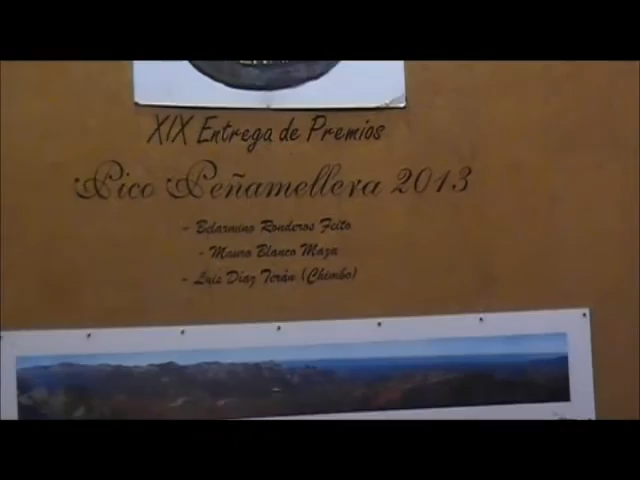 XIX Entrega de Premios
Pico Peñamellera 2013
- Belarmino Ronderos Feito
- Mauro Blanco Maza
- Luis Díaz Terán (Chimbo)